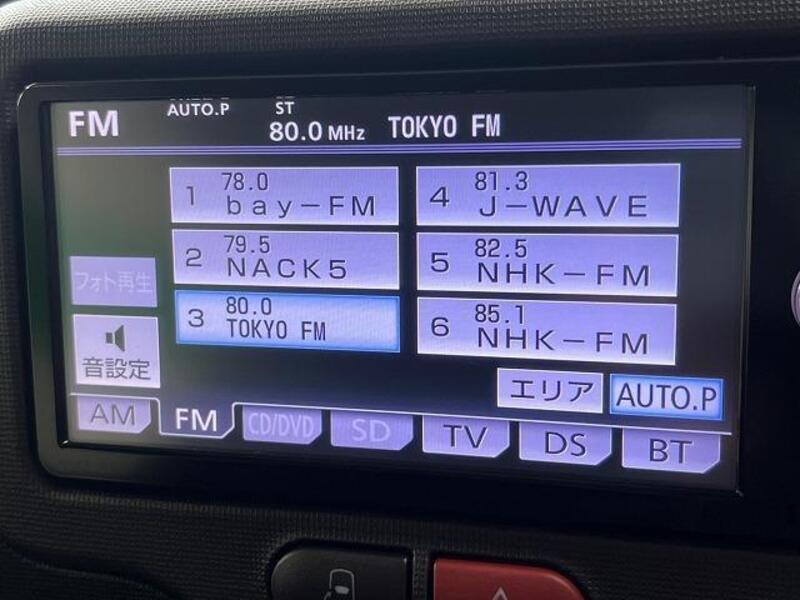 FM
AUTO.P
ST
80.0 MHz
TOKYO FM
1 78.0
bay-FM
2 79.5
NACK5
3 80.0
TOKYO FM
4 81.3
J-WAVE
5 82.5
NHK-FM
6 85.1
NHK-FM
フォト再生
音設定
エリア
AUTO.P
AM
FM
CD/DVD
SD
TV
DS
BT